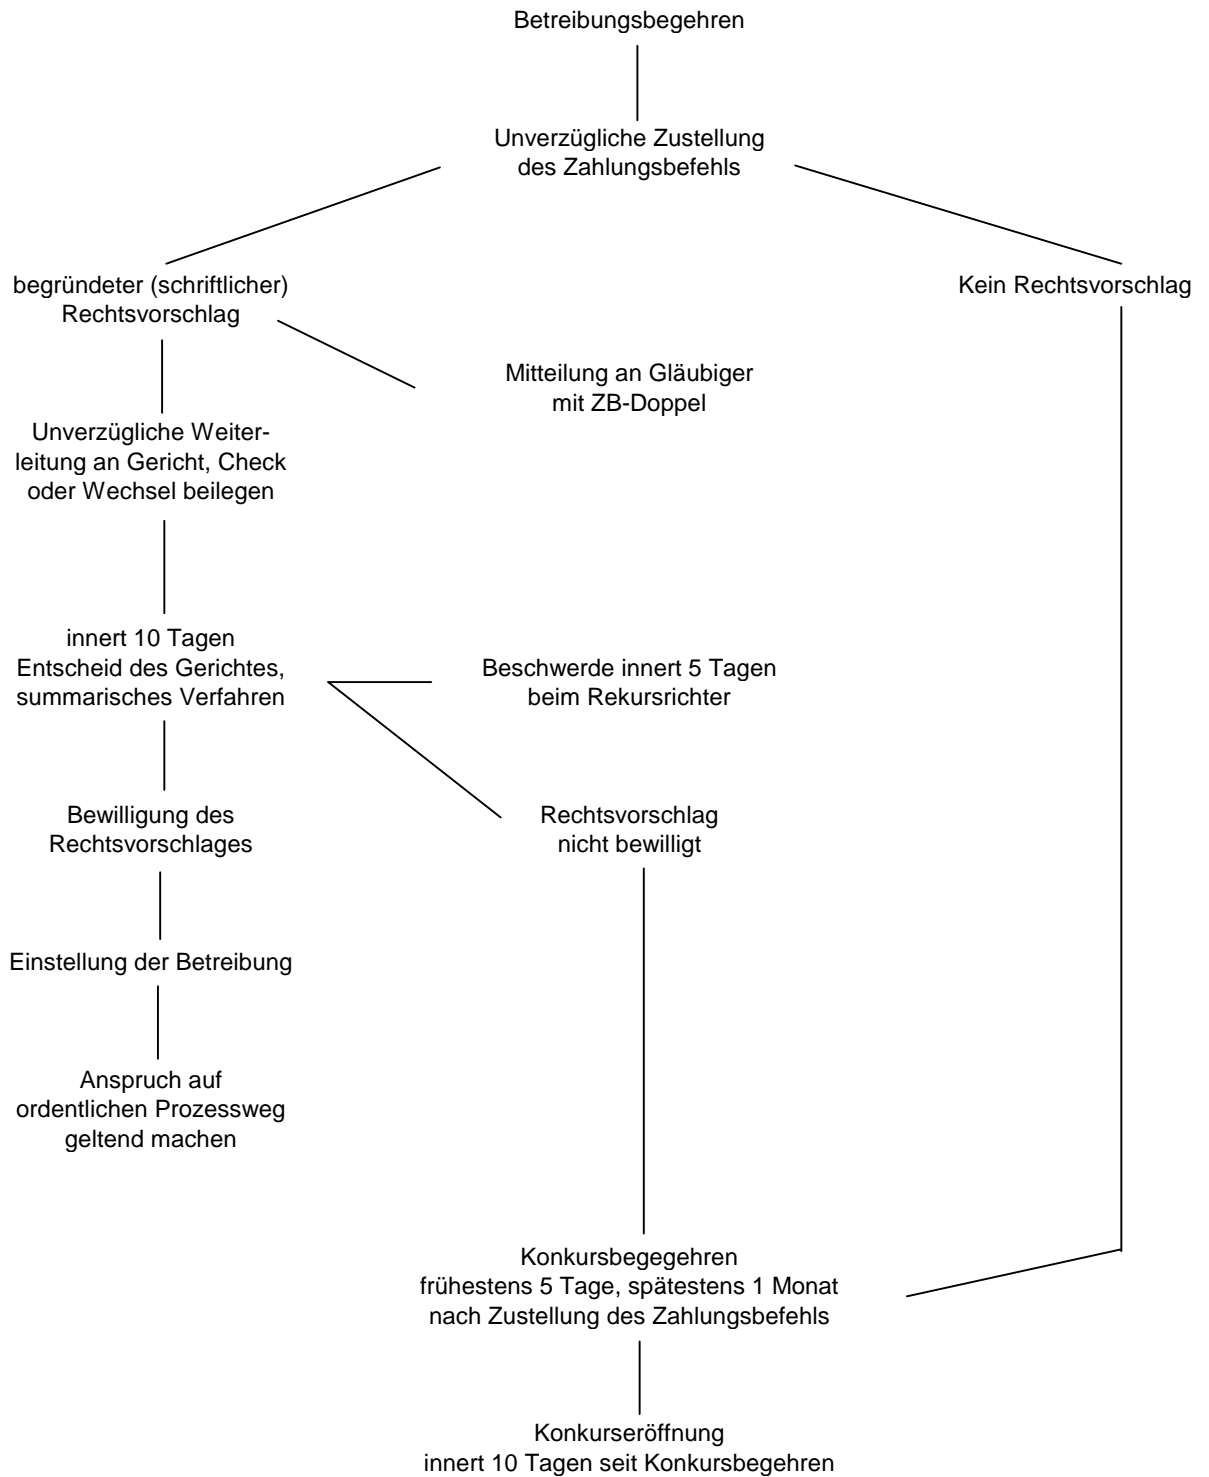 Betreibungsbegehren
Unverzügliche Zustellung
des Zahlungsbefehls
begründeter (schriftlicher)
Rechtsvorschlag
Kein Rechtsvorschlag
Mitteilung an Gläubiger
mit ZB-Doppel
Unverzügliche Weiter-
leitung an Gericht, Check
oder Wechsel beilegen
innert 10 Tagen
Entscheid des Gerichtes,
summarisches Verfahren
Beschwerde innert 5 Tagen
beim Rekursrichter
Bewilligung des
Rechtsvorschlages
Rechtsvorschlag
nicht bewilligt
Einstellung der Betreibung
Anspruch auf
ordentlichen Prozessweg
geltend machen
Konkursbegegehren
frühestens 5 Tage, spätestens 1 Monat
nach Zustellung des Zahlungsbefehls
Konkurseröffnung
innert 10 Tagen seit Konkursbegehren